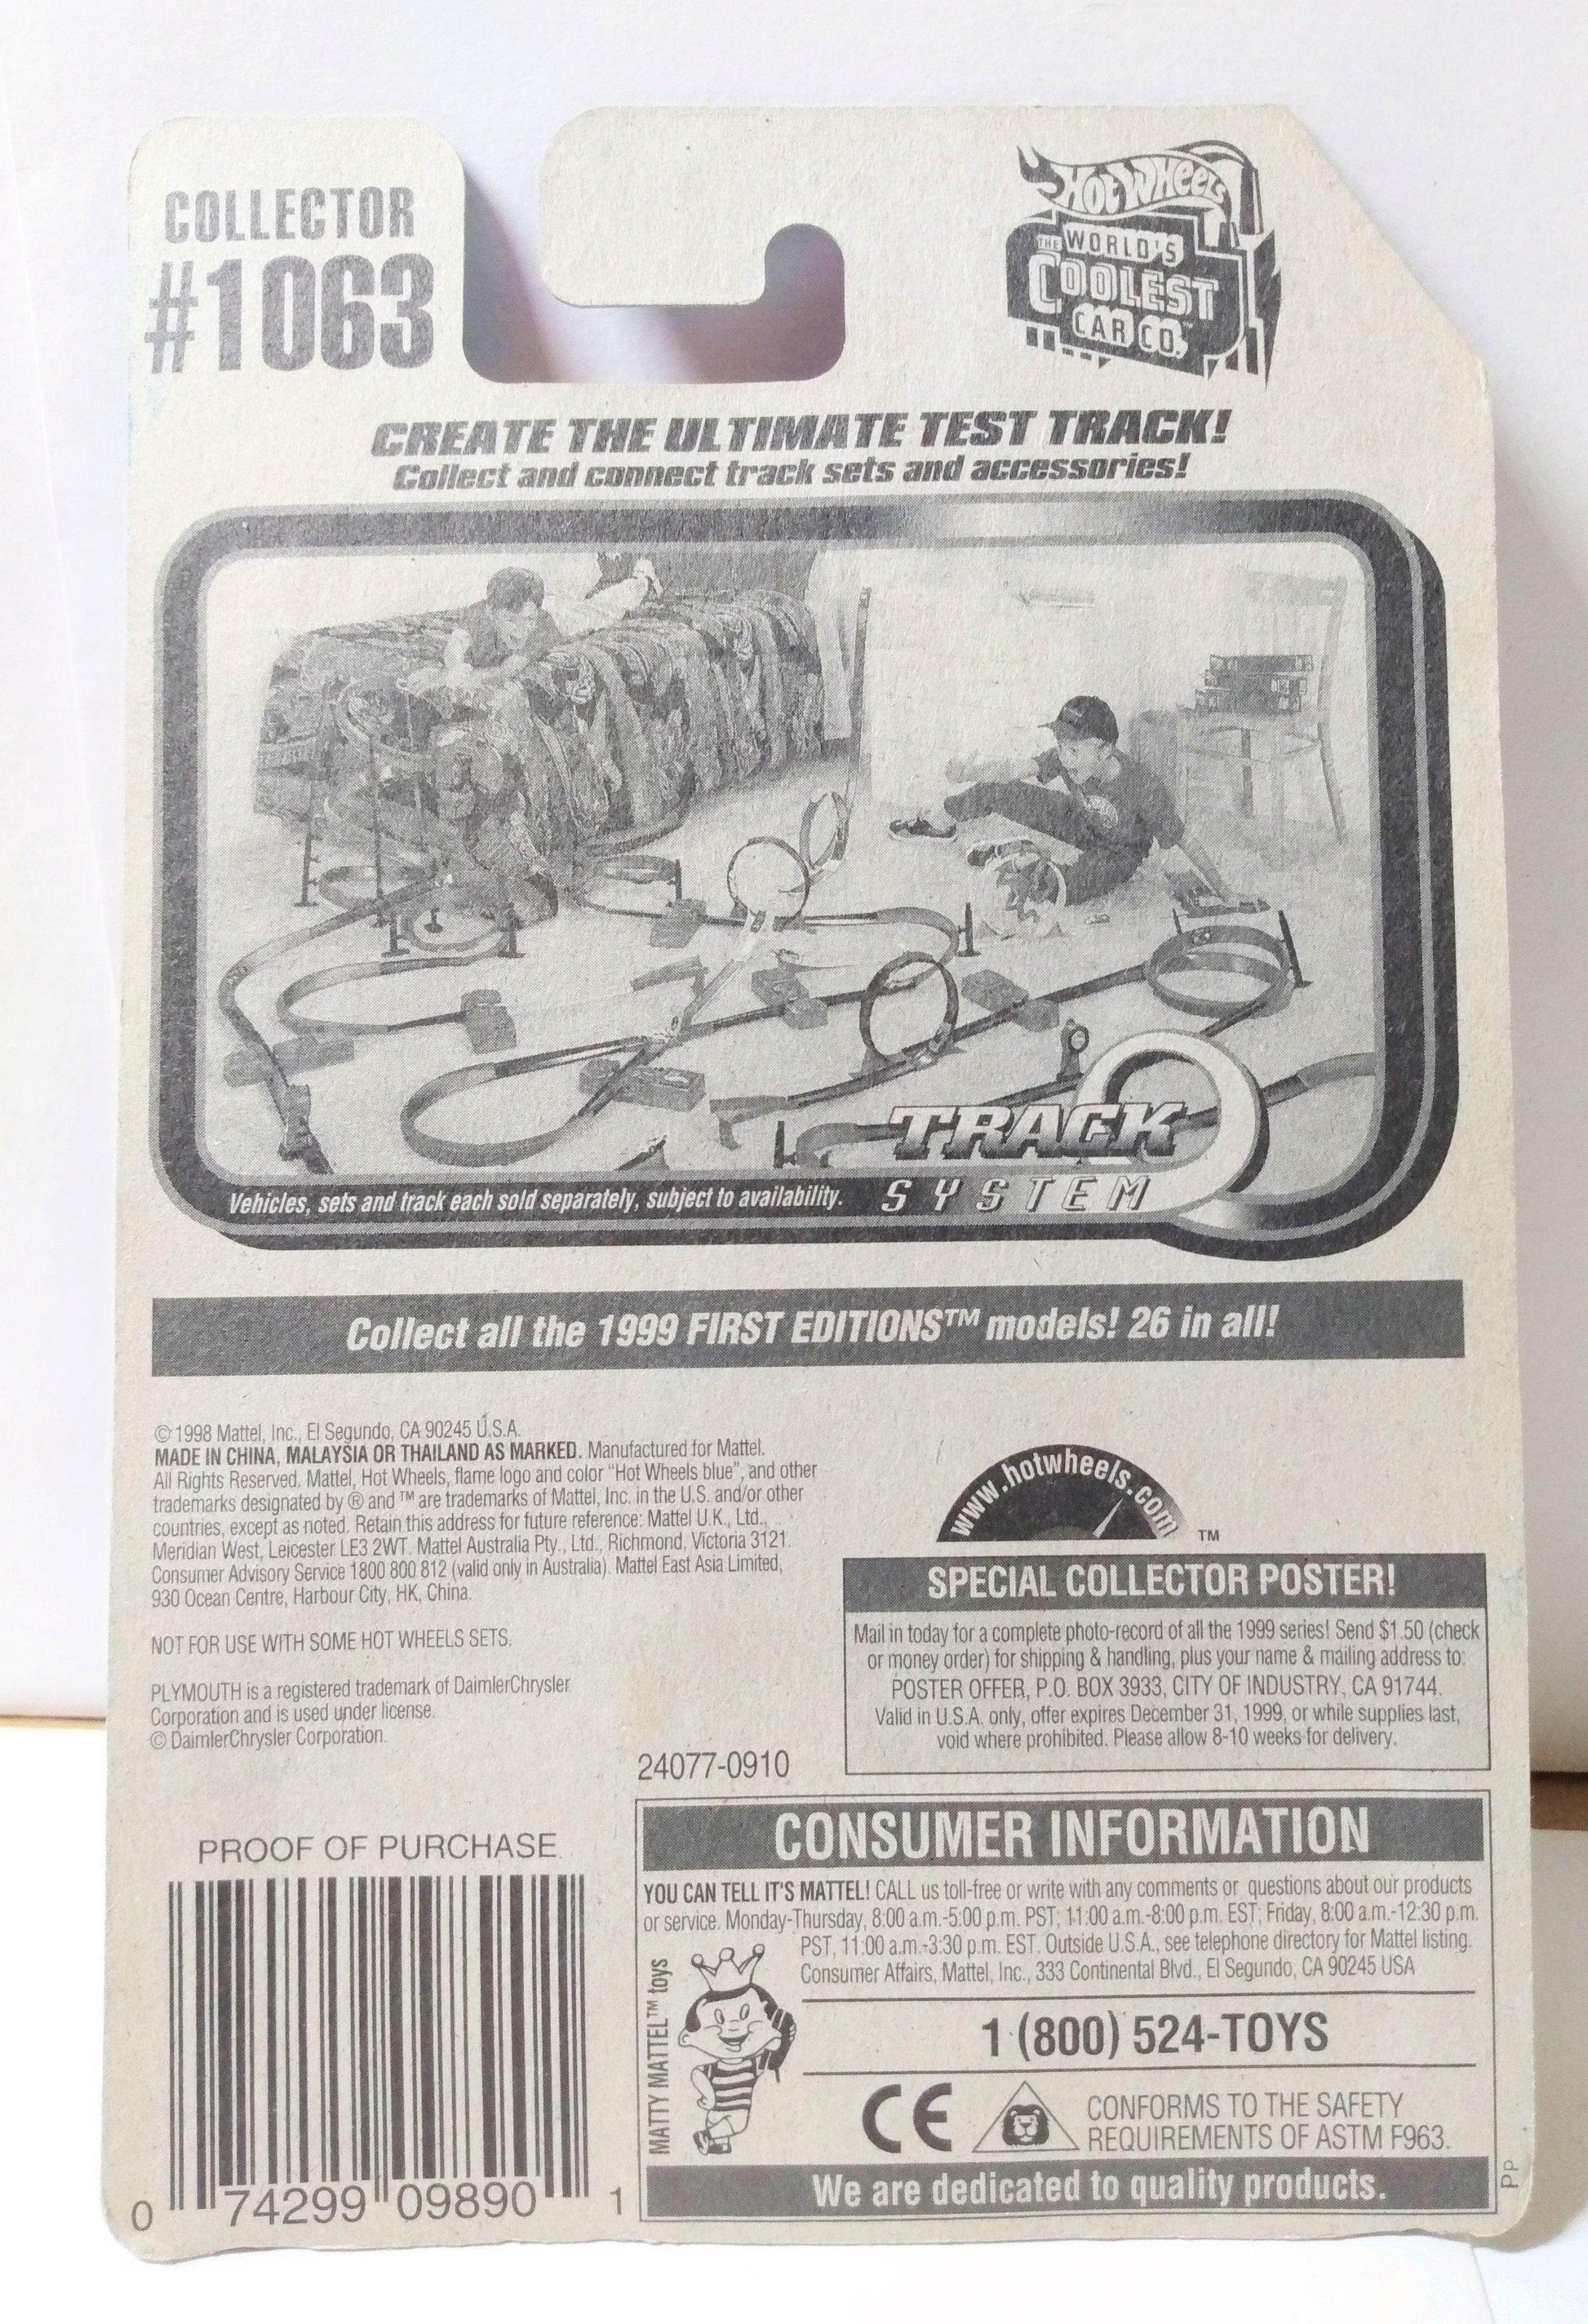 COLLECTOR
#1063
HOT WHEELS
THE WORLD'S
COOLEST
CAR CO.™
CREATE THE ULTIMATE TEST TRACK!
Collect and connect track sets and accessories!
TRACK
SYSTEM
Vehicles, sets and track each sold separately, subject to availability.
Collect all the 1999 FIRST EDITIONS™ models! 26 in all!
©1998 Mattel, Inc., El Segundo, CA 90245 U.S.A.
MADE IN CHINA, MALAYSIA OR THAILAND AS MARKED. Manufactured for Mattel.
All Rights Reserved. Mattel, Hot Wheels, flame logo and color "Hot Wheels blue", and other
trademarks designated by ® and ™ are trademarks of Mattel, Inc. in the U.S. and/or other
countries, except as noted. Retain this address for future reference: Mattel U.K., Ltd.,
Meridian West, Leicester LE3 2WT. Mattel Australia Pty., Ltd., Richmond, Victoria 3121.
Consumer Advisory Service 1800 800 812 (valid only in Australia). Mattel East Asia Limited,
930 Ocean Centre, Harbour City, HK, China.
NOT FOR USE WITH SOME HOT WHEELS SETS.
PLYMOUTH is a registered trademark of DaimlerChrysler
Corporation and is used under license.
© DaimlerChrysler Corporation.
24077-0910
www.hotwheels.com ™
SPECIAL COLLECTOR POSTER!
Mail in today for a complete photo-record of all the 1999 series! Send $1.50 (check
or money order) for shipping & handling, plus your name & mailing address to:
POSTER OFFER, P.O. BOX 3933, CITY OF INDUSTRY, CA 91744.
Valid in U.S.A. only, offer expires December 31, 1999, or while supplies last,
void where prohibited. Please allow 8-10 weeks for delivery.
PROOF OF PURCHASE
0 74299 09890 1
CONSUMER INFORMATION
YOU CAN TELL IT'S MATTEL! CALL us toll-free or write with any comments or questions about our products
or service. Monday-Thursday, 8:00 a.m.-5:00 p.m. PST; 11:00 a.m.-8:00 p.m. EST; Friday, 8:00 a.m.-12:30 p.m.
PST, 11:00 a.m.-3:30 p.m. EST. Outside U.S.A., see telephone directory for Mattel listing.
Consumer Affairs, Mattel, Inc., 333 Continental Blvd., El Segundo, CA 90245 USA
MATTY MATTEL™ toys
1 (800) 524-TOYS
CE
CONFORMS TO THE SAFETY
REQUIREMENTS OF ASTM F963.
We are dedicated to quality products.
PP